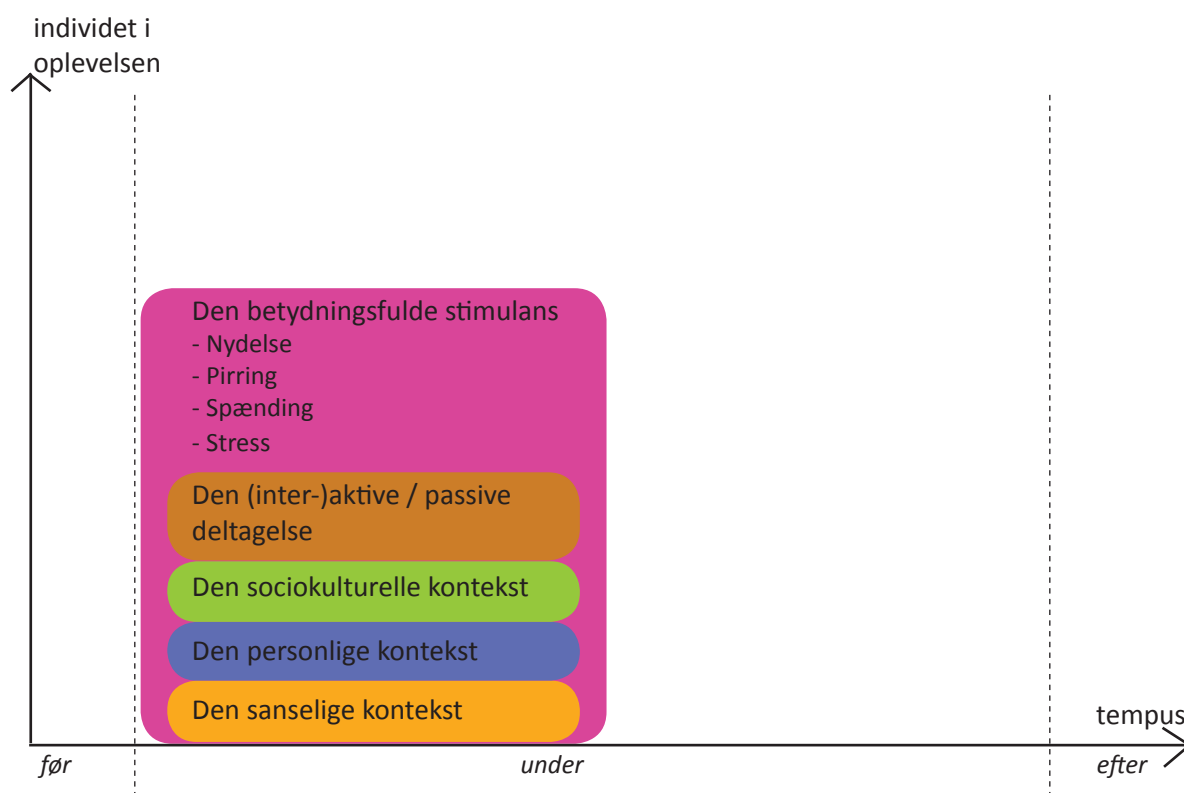 individet i
oplevelsen
Den betydningsfulde stimulans
- Nydelse
- Pirring
- Spænding
- Stress
Den (inter-)aktive / passive
deltagelse
Den sociokulturelle kontekst
Den personlige kontekst
Den sanselige kontekst
tempus
før
under
efter